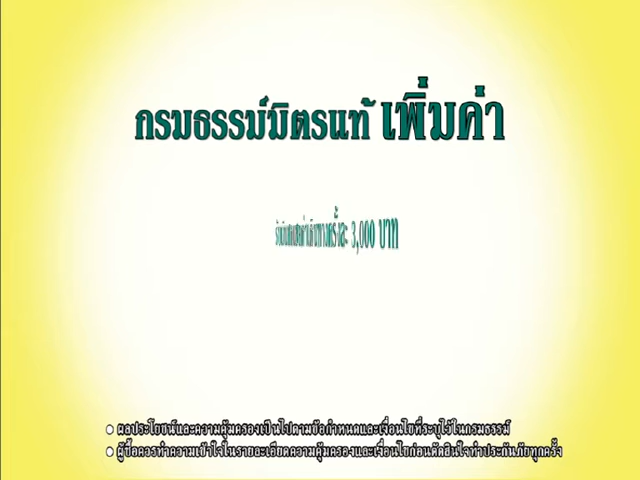 กรมธรรม์มิตรแท้ เพิ่มค่า
ครั้งละ 3,000 บาท
● ผลประโยชน์และความคุ้มครองเป็นไปตามข้อกำหนดและเงื่อนไขที่ระบุไว้ในกรมธรรม์
● ผู้ซื้อควรทำความเข้าใจในรายละเอียดความคุ้มครองและเงื่อนไขก่อนตัดสินใจทำประกันภัยทุกครั้ง